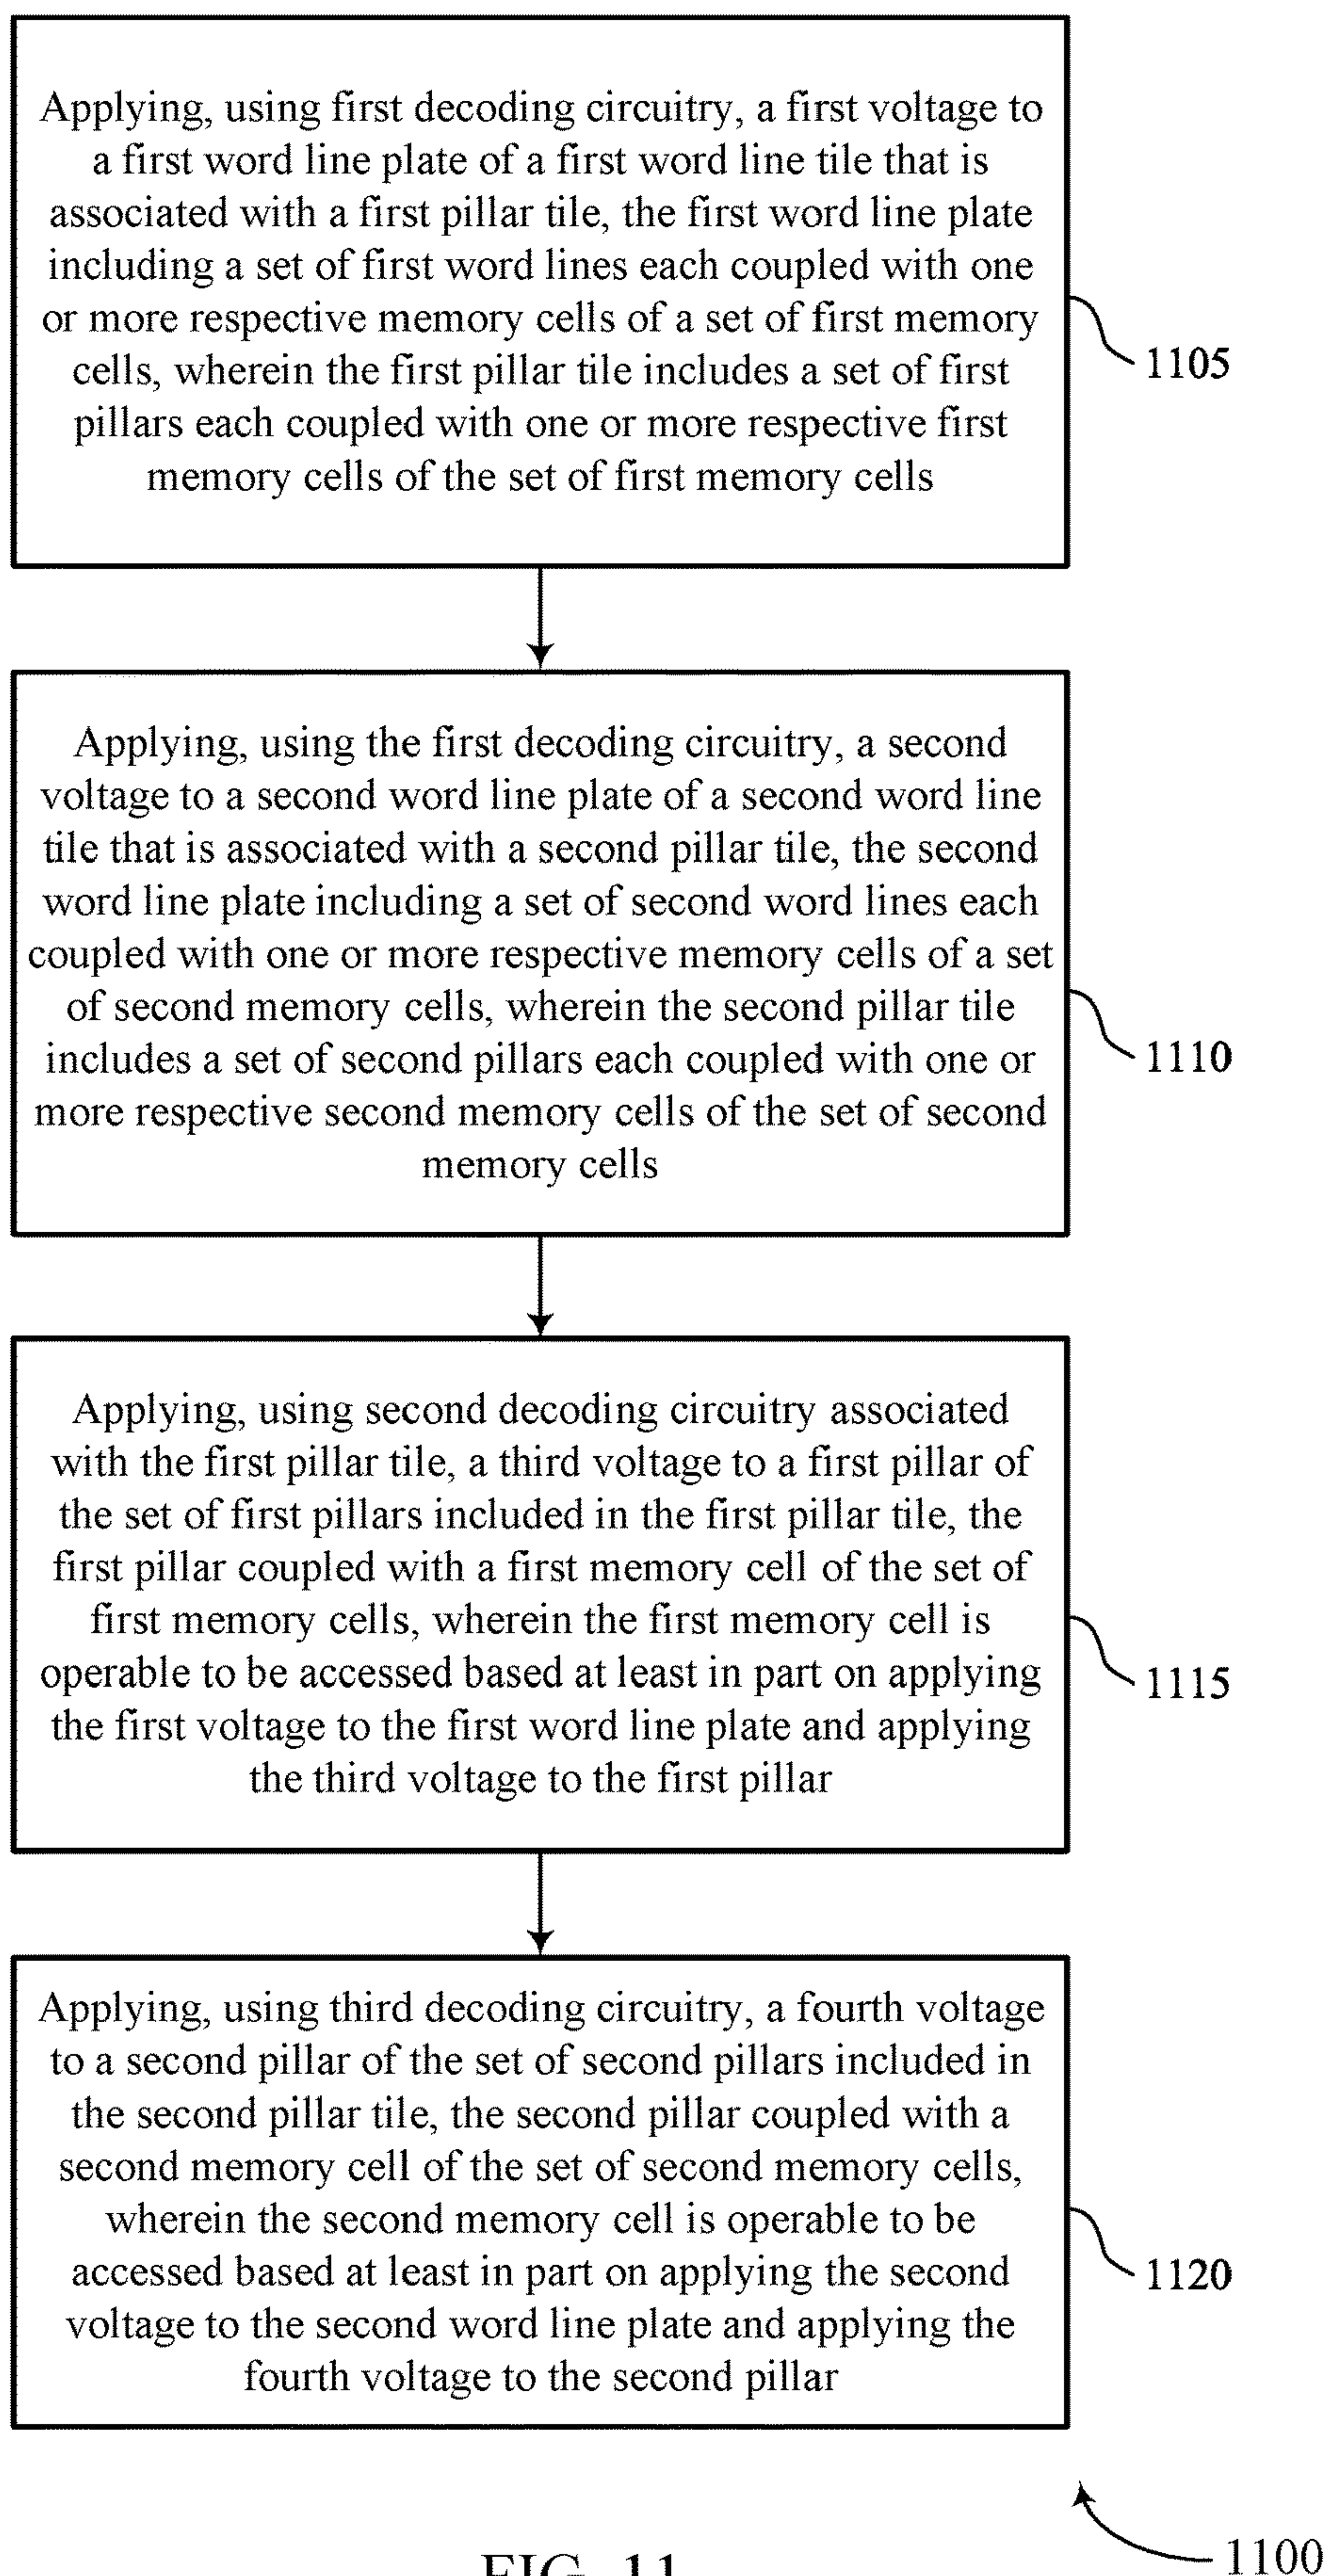 Applying, using first decoding circuitry, a first voltage to
a first word line plate of a first word line tile that is
associated with a first pillar tile, the first word line plate
including a set of first word lines each coupled with one
or more respective memory cells of a set of first memory
cells, wherein the first pillar tile includes a set of first
pillars each coupled with one or more respective first
memory cells of the set of first memory cells
1105
Applying, using the first decoding circuitry, a second
voltage to a second word line plate of a second word line
tile that is associated with a second pillar tile, the second
word line plate including a set of second word lines each
coupled with one or more respective memory cells of a set
of second memory cells, wherein the second pillar tile
includes a set of second pillars each coupled with one or
more respective second memory cells of the set of second
memory cells
1110
Applying, using second decoding circuitry associated
with the first pillar tile, a third voltage to a first pillar of
the set of first pillars included in the first pillar tile, the
first pillar coupled with a first memory cell of the set of
first memory cells, wherein the first memory cell is
operable to be accessed based at least in part on applying
the first voltage to the first word line plate and applying
the third voltage to the first pillar
1115
Applying, using third decoding circuitry, a fourth voltage
to a second pillar of the set of second pillars included in
the second pillar tile, the second pillar coupled with a
second memory cell of the set of second memory cells,
wherein the second memory cell is operable to be
accessed based at least in part on applying the second
voltage to the second word line plate and applying the
fourth voltage to the second pillar
1120
1100
FIG. 11